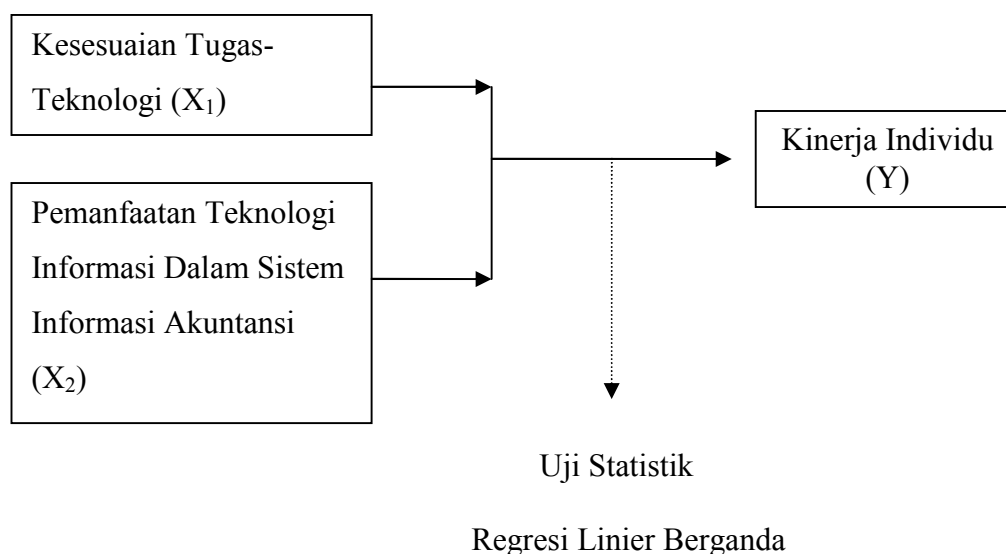 Kesesuaian Tugas-
Teknologi (X₁)
Pemanfaatan Teknologi
Informasi Dalam Sistem
Informasi Akuntansi
(X₂)
Kinerja Individu
(Y)
Uji Statistik
Regresi Linier Berganda